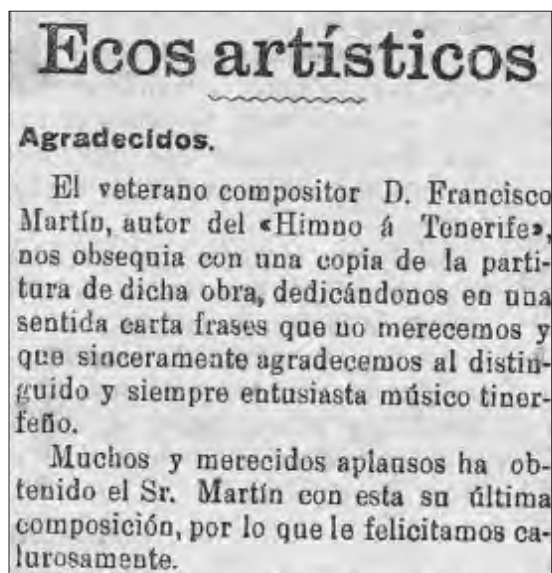 Ecos artísticos
Agradecidos.
El veterano compositor D. Francisco
Martín, autor del «Himno á Tenerife»,
nos obsequia con una copia de la parti-
tura de dicha obra, dedicándonos en una
sentida carta frases que no merecemos y
que sinceramente agradecemos al distin-
guido y siempre entusiasta músico tiner-
feño.
Muchos y merecidos aplausos ha ob-
tenido el Sr. Martín con esta su última
composición, por lo que le felicitamos ca-
lurosamente.